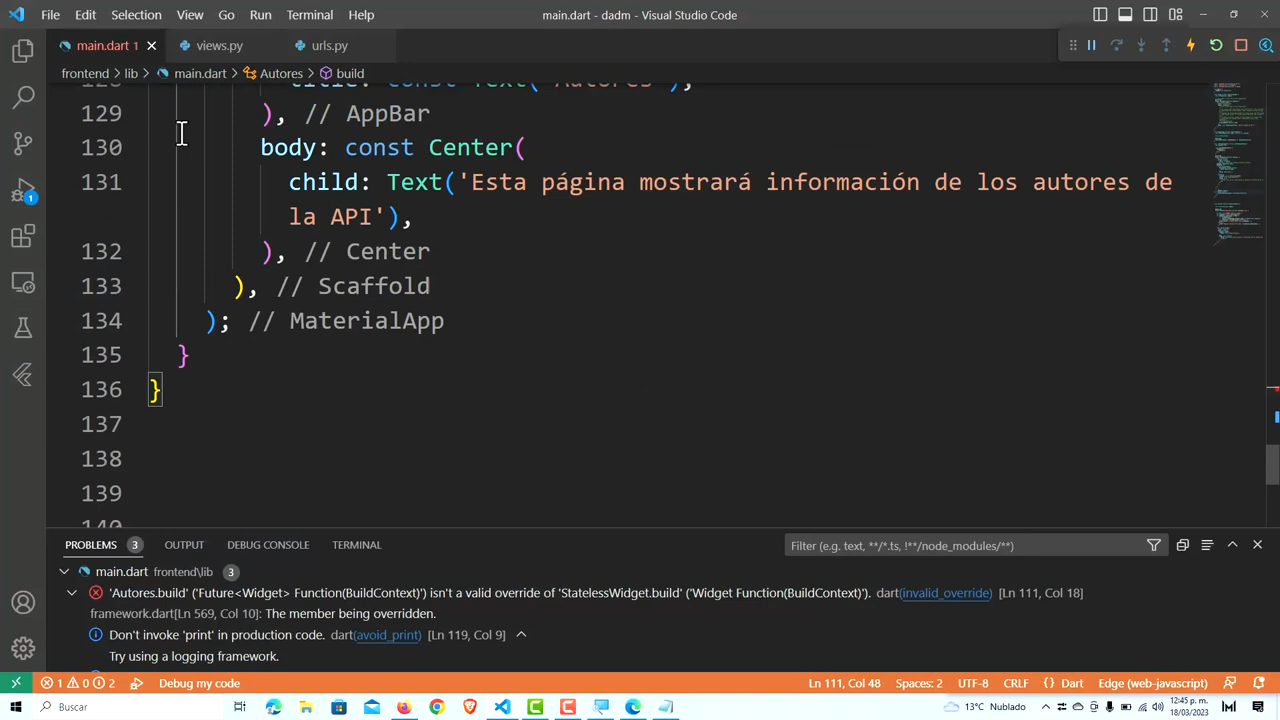 File Edit Selection View Go Run Terminal Help main.dart - dadm - Visual Studio Code
main.dart 1 views.py urls.py
frontend > lib > main.dart > Autores > build
128 title: const Text('Autores'),
129 ), // AppBar
130 body: const Center(
131 child: Text('Esta página mostrará información de los autores de
la API'),
132 ), // Center
133 ), // Scaffold
134 ); // MaterialApp
135 }
136 }
137
138
139
140
PROBLEMS 3 OUTPUT DEBUG CONSOLE TERMINAL Filter (e.g. text, **/*.ts, !**/node_modules/**)
main.dart frontend\lib 3
'Autores.build' ('Future<Widget> Function(BuildContext)') isn't a valid override of 'StatelessWidget.build' ('Widget Function(BuildContext)'). dart(invalid_override) [Ln 111, Col 18]
framework.dart[Ln 569, Col 10]: The member being overridden.
Don't invoke 'print' in production code. dart(avoid_print) [Ln 119, Col 9]
Try using a logging framework.
1 0 2 Debug my code Ln 111, Col 48 Spaces: 2 UTF-8 CRLF {} Dart Edge (web-javascript)
Buscar 13°C Nublado 12:45 p. m.
18/03/2023
1